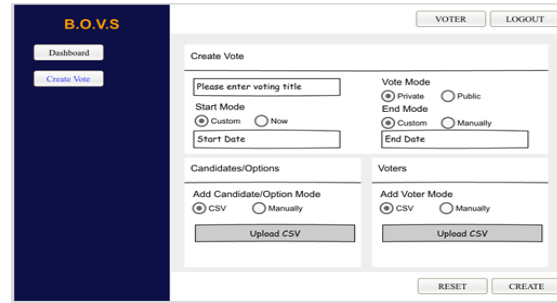 B.O.V.S
VOTER
LOGOUT
Dashboard
Create Vote
Create Vote
Please enter voting title
Vote Mode
Private
Public
Start Mode
Custom
Now
End Mode
Custom
Manually
Start Date
End Date
Candidates/Options
Add Candidate/Option Mode
CSV
Manually
Upload CSV
Voters
Add Voter Mode
CSV
Manually
Upload CSV
RESET
CREATE